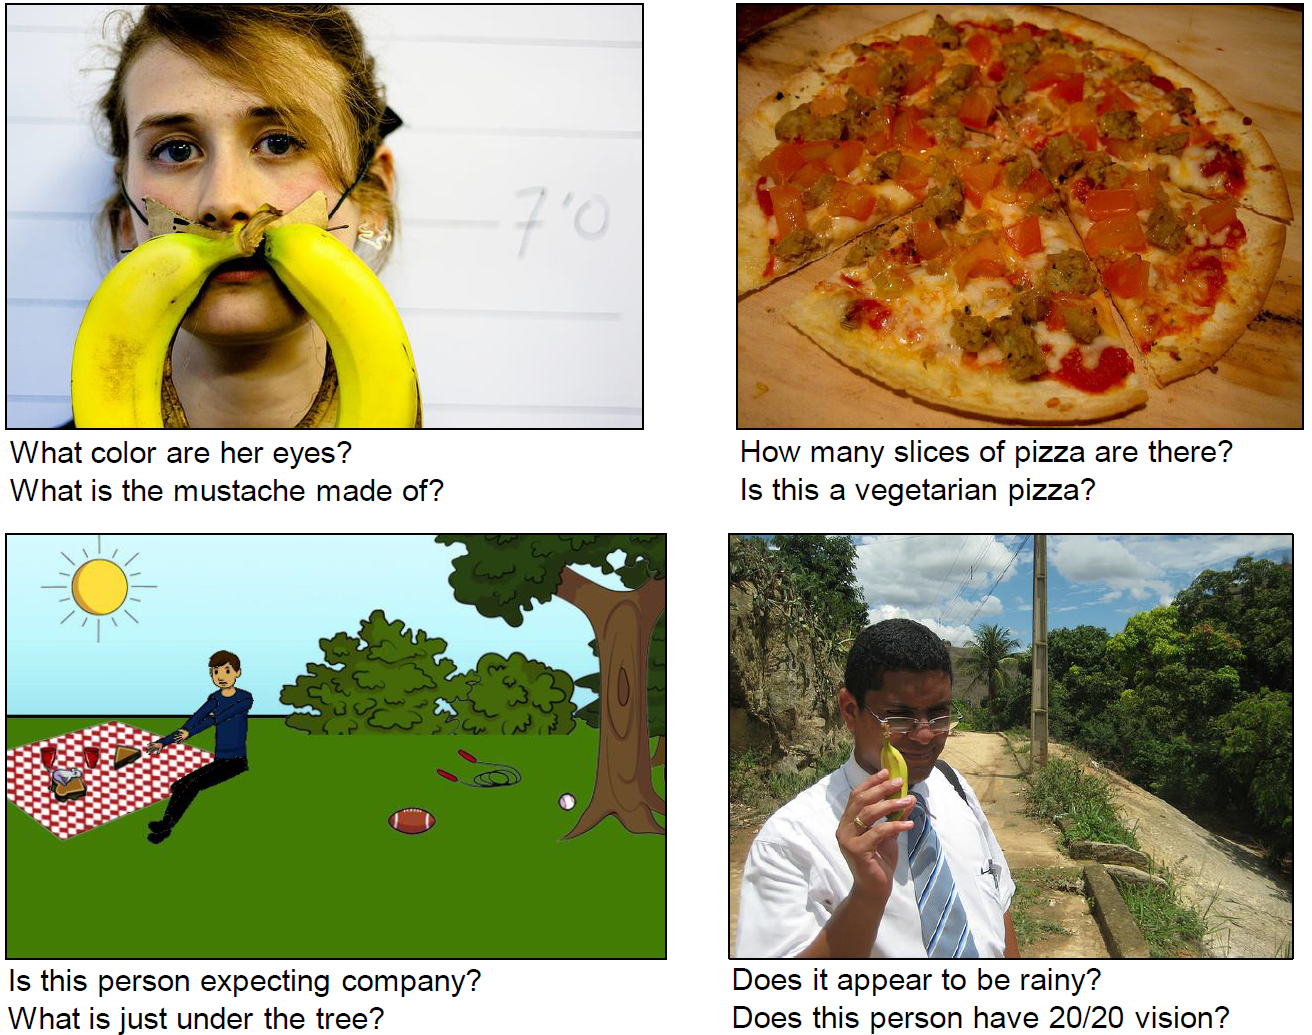 7'0
What color are her eyes?
What is the mustache made of?
How many slices of pizza are there?
Is this a vegetarian pizza?
Is this person expecting company?
What is just under the tree?
Does it appear to be rainy?
Does this person have 20/20 vision?